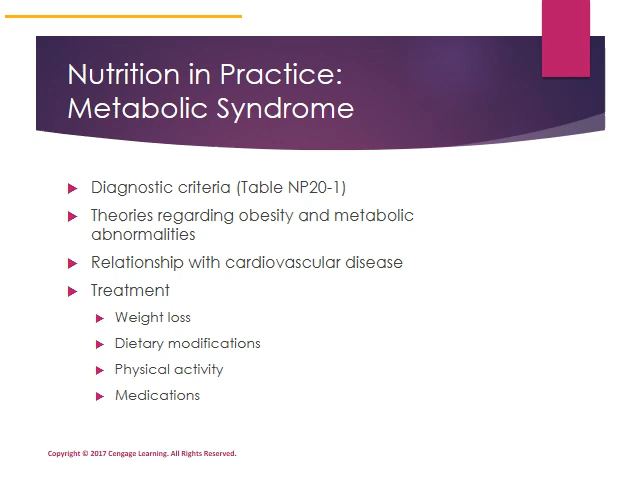 Nutrition in Practice:
Metabolic Syndrome
Diagnostic criteria (Table NP20-1)
Theories regarding obesity and metabolic
abnormalities
Relationship with cardiovascular disease
Treatment
Weight loss
Dietary modifications
Physical activity
Medications
Copyright © 2017 Cengage Learning. All Rights Reserved.